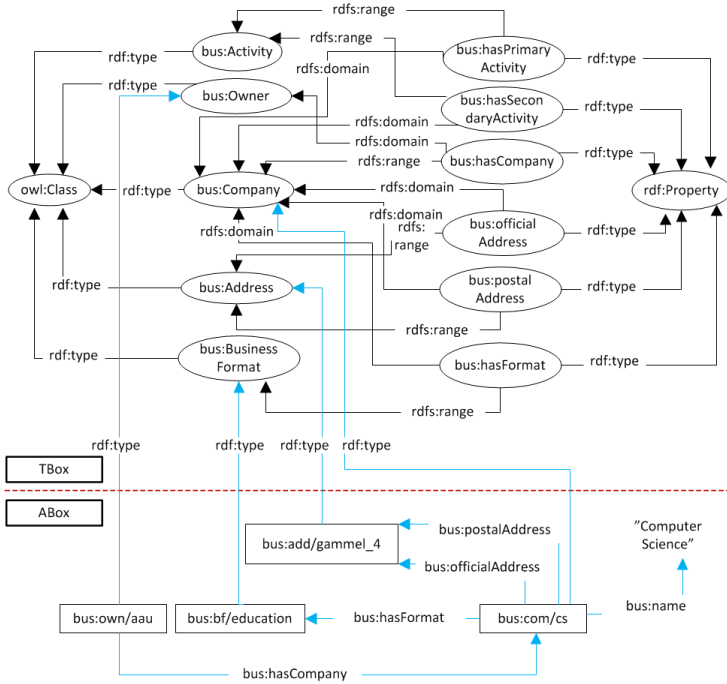 rdfs:range
bus:Activity
rdfs:range
bus:hasPrimary
Activity
rdf:type
rdf:type
rdfs:domain
rdf:type
bus:Owner
bus:hasSecon
daryActivity
rdf:type
rdfs:domain
rdfs:domain
bus:hasCompany
rdf:type
rdfs:range
owl:Class
rdf:type
bus:Company
rdfs:domain
rdf:Property
rdfs:domain
rdfs:domain
rdfs:
range
bus:official
Address
rdf:type
rdf:type
bus:Address
bus:postal
Address
rdf:type
rdfs:range
bus:Business
Format
rdf:type
bus:hasFormat
rdf:type
rdfs:range
rdf:type
rdf:type
rdf:type
rdf:type
TBox
ABox
bus:postalAddress
”Computer
Science”
bus:add/gammel_4
bus:officialAddress
bus:name
bus:own/aau
bus:bf/education
bus:hasFormat
bus:com/cs
bus:hasCompany